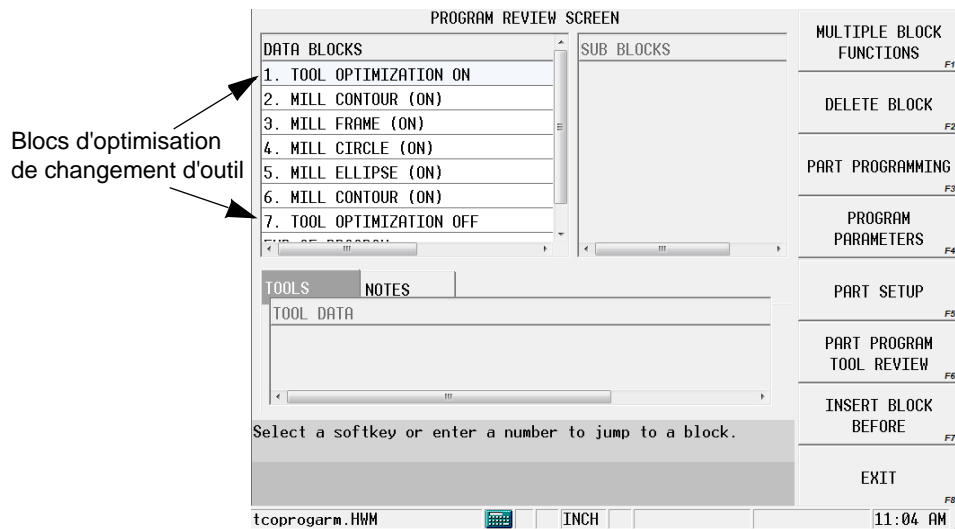 PROGRAM REVIEW SCREEN
DATA BLOCKS
1. TOOL OPTIMIZATION ON
2. MILL CONTOUR (ON)
3. MILL FRAME (ON)
4. MILL CIRCLE (ON)
5. MILL ELLIPSE (ON)
6. MILL CONTOUR (ON)
7. TOOL OPTIMIZATION OFF
SUB BLOCKS
Blocs d'optimisation
de changement d'outil
TOOLS
NOTES
TOOL DATA
Select a softkey or enter a number to jump to a block.
MULTIPLE BLOCK
FUNCTIONS
F1
DELETE BLOCK
F2
PART PROGRAMMING
F3
PROGRAM
PARAMETERS
F4
PART SETUP
F5
PART PROGRAM
TOOL REVIEW
F6
INSERT BLOCK
BEFORE
F7
EXIT
F8
tcoprogarm.HWM
INCH
11:04 AM